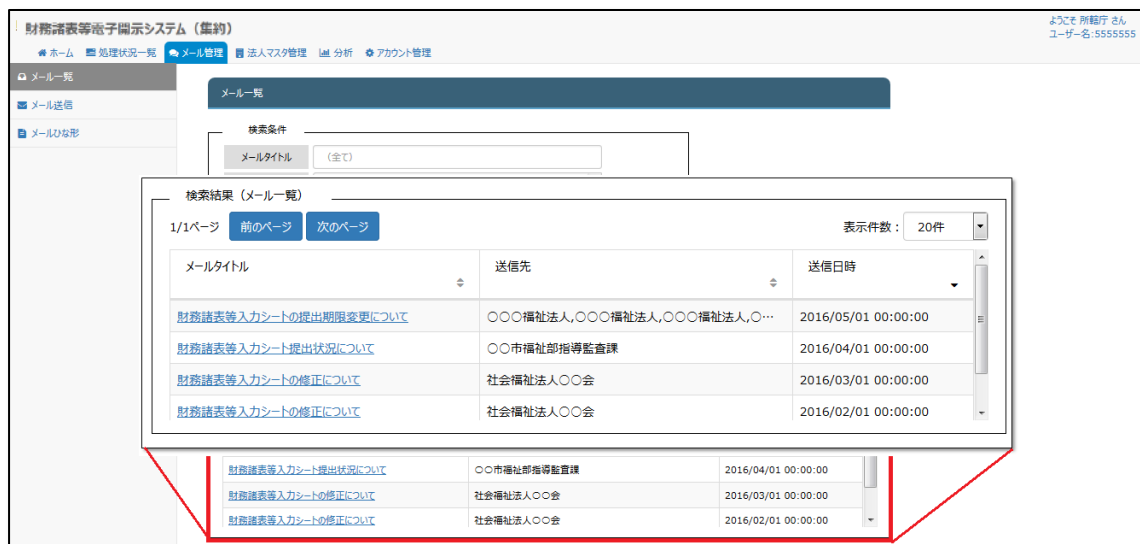 財務諸表等電子開示システム（集約）
ようこそ 所轄庁 さん
ユーザー名:5555555
ホーム 処理状況一覧 メール管理 法人マスタ管理 分析 アカウント管理
メール一覧
メール送信
メールひな形
メール一覧
検索条件
メールタイトル （全て）
検索結果（メール一覧）
1/1ページ 前のページ 次のページ 表示件数： 20件
メールタイトル 送信先 送信日時
財務諸表等入力シートの提出期限変更について ○○○福祉法人,○○○福祉法人,○○○福祉法人,○… 2016/05/01 00:00:00
財務諸表等入力シート提出状況について ○○市福祉部指導監査課 2016/04/01 00:00:00
財務諸表等入力シートの修正について 社会福祉法人○○会 2016/03/01 00:00:00
財務諸表等入力シートの修正について 社会福祉法人○○会 2016/02/01 00:00:00
財務諸表等入力シート提出状況について ○○市福祉部指導監査課 2016/04/01 00:00:00
財務諸表等入力シートの修正について 社会福祉法人○○会 2016/03/01 00:00:00
財務諸表等入力シートの修正について 社会福祉法人○○会 2016/02/01 00:00:00